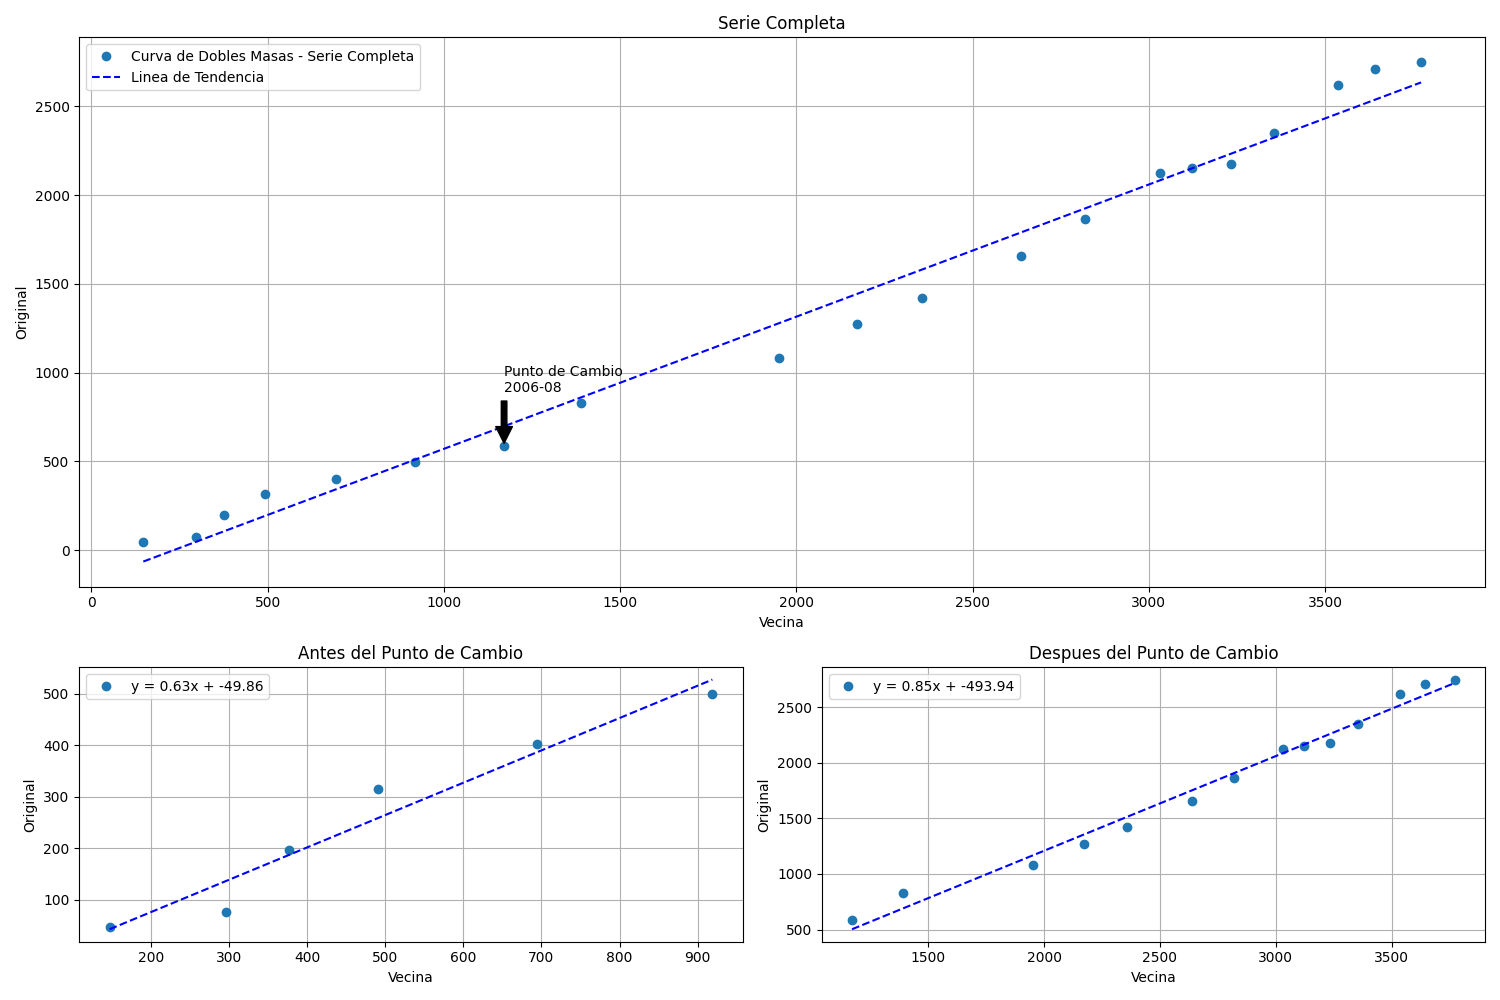 Serie Completa
Curva de Dobles Masas - Serie Completa
Linea de Tendencia
Original
2500
2000
1500
1000
500
0
Punto de Cambio
2006-08
0 500 1000 1500 2000 2500 3000 3500
Vecina
Antes del Punto de Cambio
y = 0.63x + -49.86
Original
500
400
300
200
100
200 300 400 500 600 700 800 900
Vecina
Despues del Punto de Cambio
y = 0.85x + -493.94
Original
2500
2000
1500
1000
500
1500 2000 2500 3000 3500
Vecina